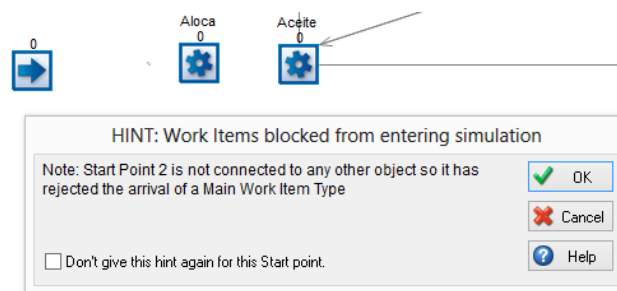 Aloca
Aceite
0
0
0
HINT: Work Items blocked from entering simulation
Note: Start Point 2 is not connected to any other object so it has
rejected the arrival of a Main Work Item Type
OK
Cancel
Don't give this hint again for this Start point.
Help